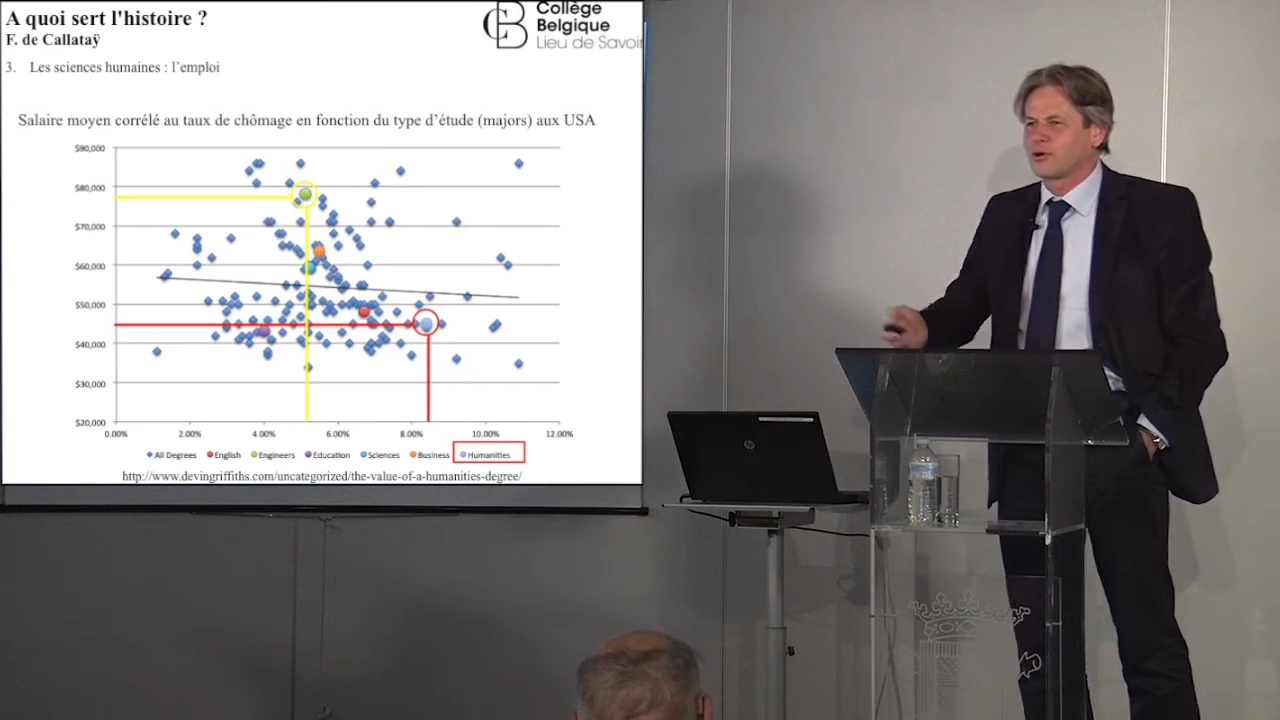 A quoi sert l'histoire ?
F. de Callataÿ
Collège
Belgique
Lieu de Savoir
3. Les sciences humaines : l'emploi
Salaire moyen corrélé au taux de chômage en fonction du type d'étude (majors) aux USA
$90,000
$80,000
$70,000
$60,000
$50,000
$40,000
$30,000
$20,000
0.00% 2.00% 4.00% 6.00% 8.00% 10.00% 12.00%
All Degrees English Engineers Education Sciences Business Humanities
http://www.devingriffiths.com/uncategorized/the-value-of-a-humanities-degree/
hp